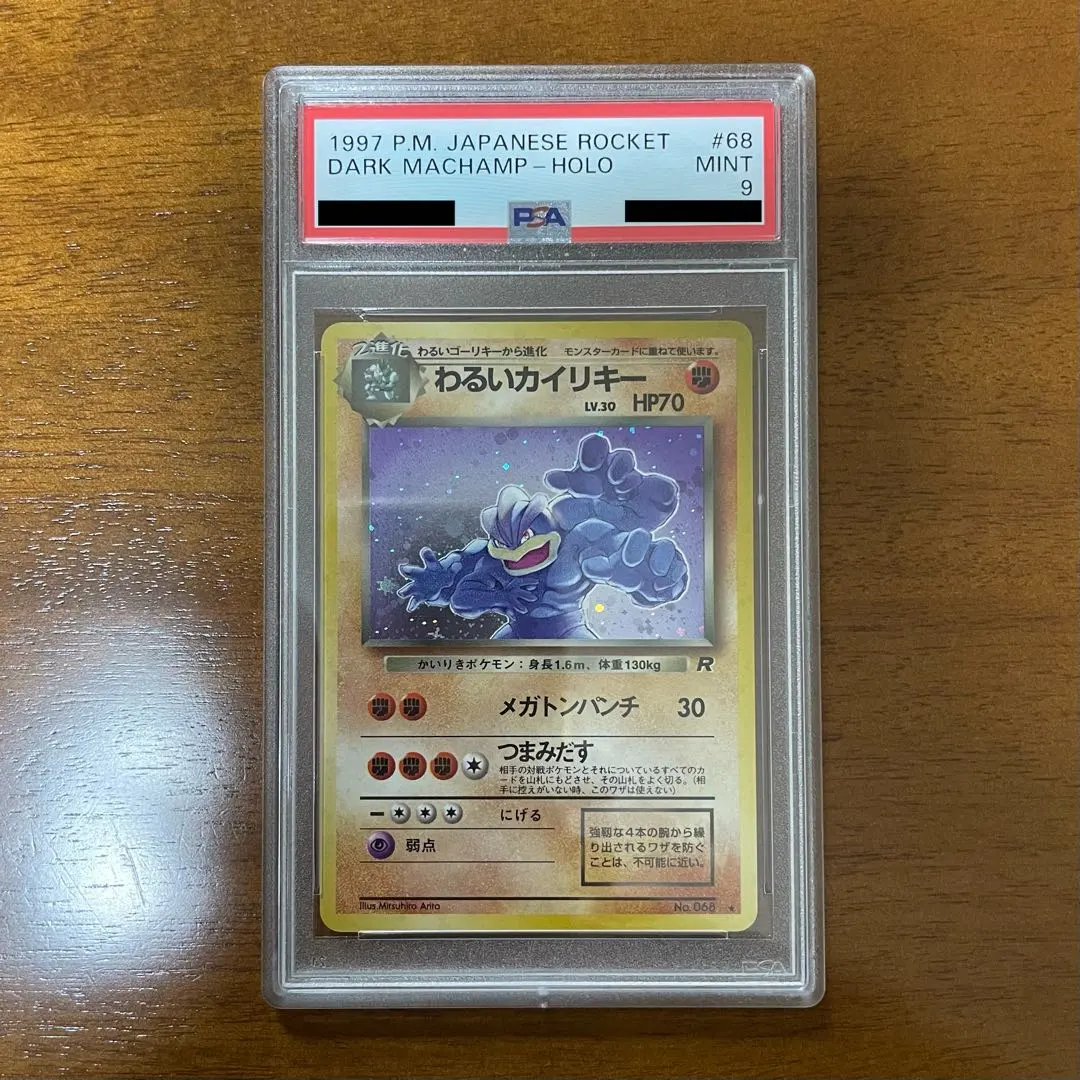 1997 P.M. JAPANESE ROCKET #68
DARK MACHAMP-HOLO MINT
9
PSA
2進化 わるいゴーリキーから進化 モンスターカードに重ねて使います。
わるいカイリキー
LV.30 HP70
かいりきポケモン:身長1.6m、体重130kg R
メガトンパンチ 30
つまみだす
相手の対戦ポケモンとそれについているすべてのカ
ードを山札にもどさせ、その山札をよく切る。(相
手に控えがいない時、このワザは使えない)
ー にげる
弱点
強靭な4本の腕から繰
り出されるワザを防ぐ
ことは、不可能に近い。
Illus Mitsuhiro Arita No. 068 ★
PSA